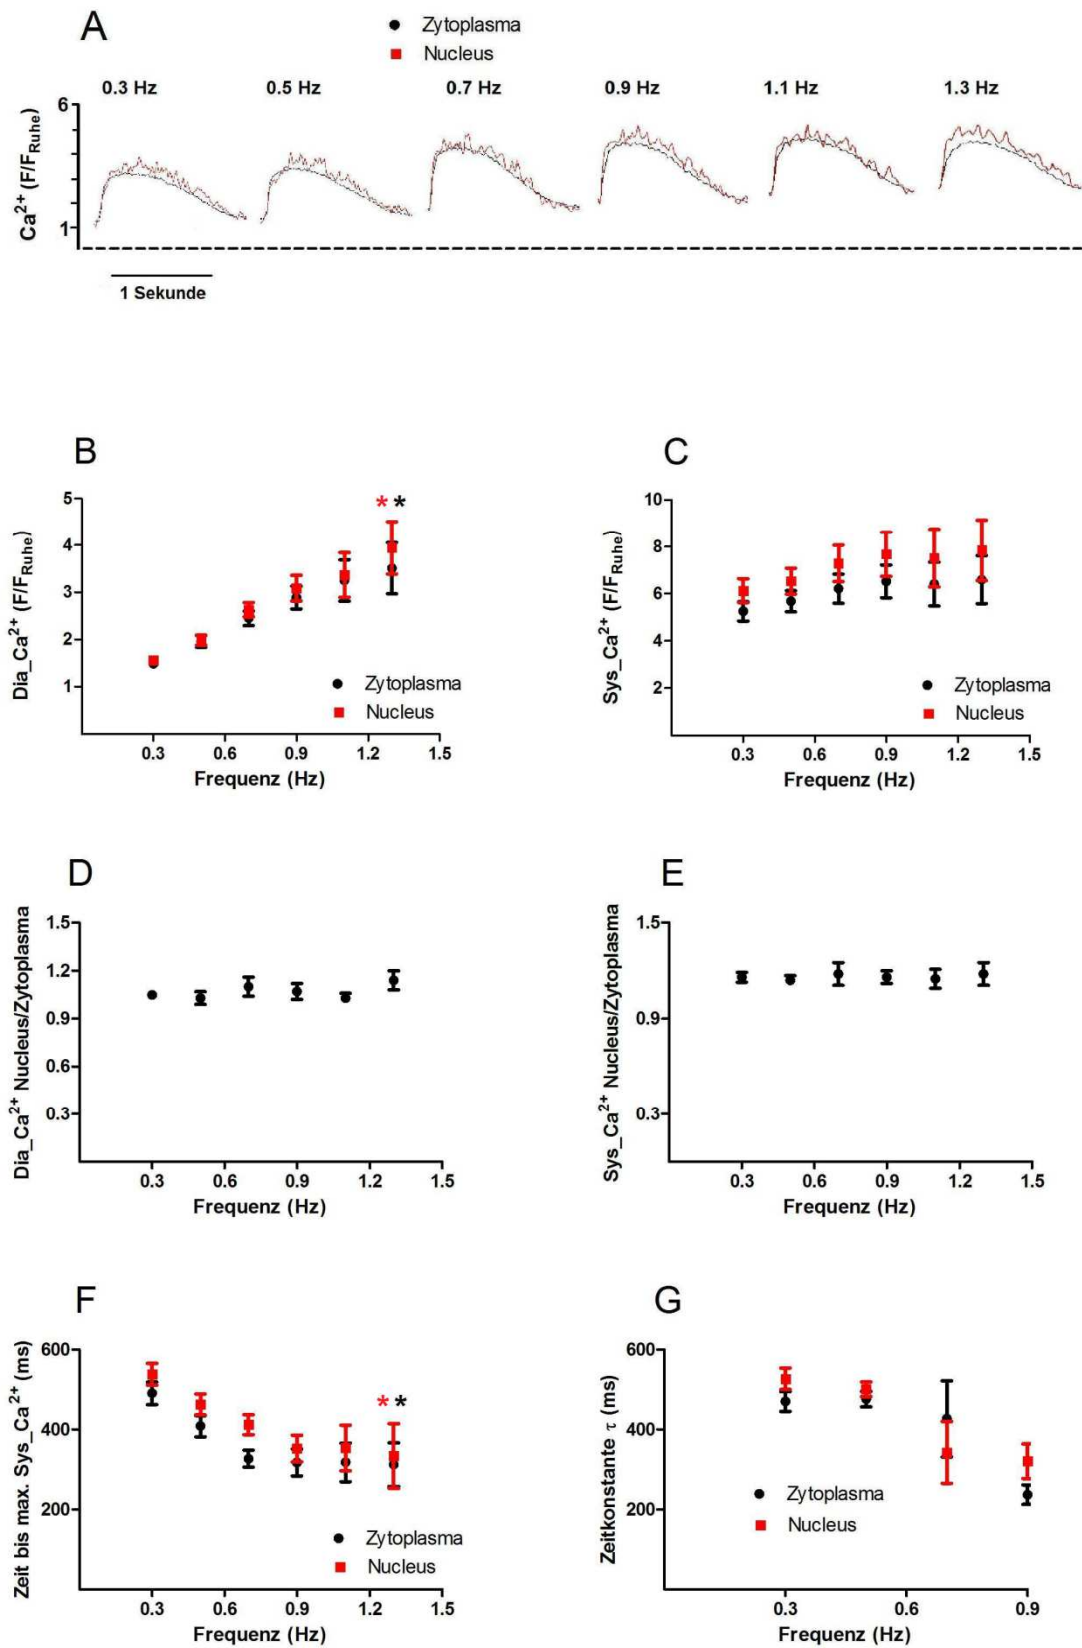 A
Zytoplasma
Nucleus
0.3 Hz 0.5 Hz 0.7 Hz 0.9 Hz 1.1 Hz 1.3 Hz
6
Ca²⁺ (F/F_Ruhe)
1
1 Sekunde
B
5
* *
4
3
2
1
Dia_Ca²⁺ (F/F_Ruhe)
Zytoplasma
Nucleus
0.3 0.6 0.9 1.2 1.5
Frequenz (Hz)
C
10
8
6
4
2
Sys_Ca²⁺ (F/F_Ruhe)
Zytoplasma
Nucleus
0.3 0.6 0.9 1.2 1.5
Frequenz (Hz)
D
1.5
1.2
0.9
0.6
0.3
Dia_Ca²⁺ Nucleus/Zytoplasma
0.3 0.6 0.9 1.2 1.5
Frequenz (Hz)
E
1.5
1.2
0.9
0.6
0.3
Sys_Ca²⁺ Nucleus/Zytoplasma
0.3 0.6 0.9 1.2 1.5
Frequenz (Hz)
F
600
* *
400
200
Zeit bis max. Sys_Ca²⁺ (ms)
Zytoplasma
Nucleus
0.3 0.6 0.9 1.2 1.5
Frequenz (Hz)
G
600
400
200
Zeitkonstante τ (ms)
Zytoplasma
Nucleus
0.3 0.6 0.9
Frequenz (Hz)